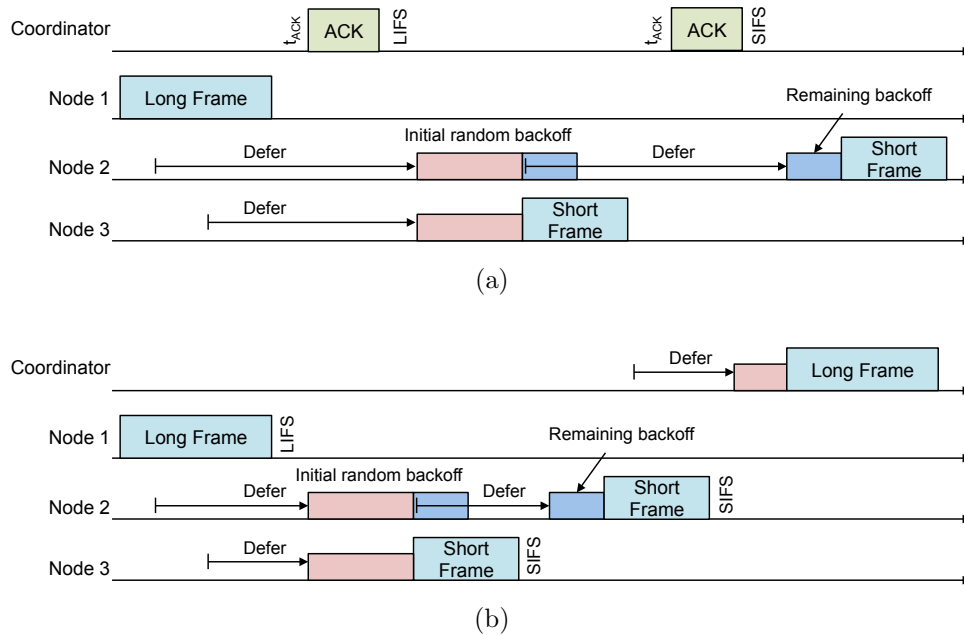 Coordinator
t_ACK
ACK
LIFS
t_ACK
ACK
SIFS
Node 1
Long Frame
Remaining backoff
Node 2
Defer
Initial random backoff
Defer
Short
Frame
Node 3
Defer
Short
Frame
(a)
Coordinator
Defer
Long Frame
Node 1
Long Frame
LIFS
Remaining backoff
Node 2
Defer
Initial random backoff
Defer
Short
Frame
SIFS
Node 3
Defer
Short
Frame
SIFS
(b)